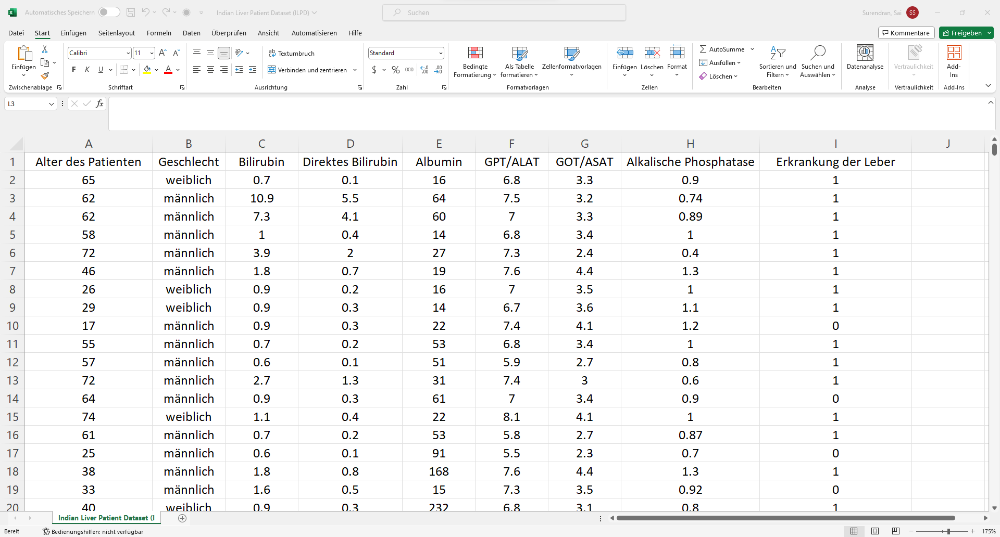 Automatisches Speichern Indian Liver Patient Dataset (ILPD) Suchen Surendran, Sai SS
Datei Start Einfügen Seitenlayout Formeln Daten Überprüfen Ansicht Automatisieren Hilfe Kommentare Freigeben
Calibri 11 Textumbruch Standard AutoSumme
Einfügen Bedingte Formatierung Als Tabelle formatieren Zellenformatvorlagen Einfügen Löschen Format Ausfüllen Sortieren und Filtern Suchen und Auswählen Datenanalyse Vertraulichkeit Add-Ins
F K U A Verbinden und zentrieren $ % 000 Löschen
Zwischenablage Schriftart Ausrichtung Zahl Formatvorlagen Zellen Bearbeiten Analyse Vertraulichkeit Add-Ins
L3 fx
A B C D E F G H I J
1 Alter des Patienten Geschlecht Bilirubin Direktes Bilirubin Albumin GPT/ALAT GOT/ASAT Alkalische Phosphatase Erkrankung der Leber
2 65 weiblich 0.7 0.1 16 6.8 3.3 0.9 1
3 62 männlich 10.9 5.5 64 7.5 3.2 0.74 1
4 62 männlich 7.3 4.1 60 7 3.3 0.89 1
5 58 männlich 1 0.4 14 6.8 3.4 1 1
6 72 männlich 3.9 2 27 7.3 2.4 0.4 1
7 46 männlich 1.8 0.7 19 7.6 4.4 1.3 1
8 26 weiblich 0.9 0.2 16 7 3.5 1 1
9 29 weiblich 0.9 0.3 14 6.7 3.6 1.1 1
10 17 männlich 0.9 0.3 22 7.4 4.1 1.2 0
11 55 männlich 0.7 0.2 53 6.8 3.4 1 1
12 57 männlich 0.6 0.1 51 5.9 2.7 0.8 1
13 72 männlich 2.7 1.3 31 7.4 3 0.6 1
14 64 männlich 0.9 0.3 61 7 3.4 0.9 0
15 74 weiblich 1.1 0.4 22 8.1 4.1 1 1
16 61 männlich 0.7 0.2 53 5.8 2.7 0.87 1
17 25 männlich 0.6 0.1 91 5.5 2.3 0.7 0
18 38 männlich 1.8 0.8 168 7.6 4.4 1.3 1
19 33 männlich 1.6 0.5 15 7.3 3.5 0.92 0
20 40 weiblich 0.9 0.3 232 6.8 3.1 0.8 1
Indian Liver Patient Dataset (I
Bereit Bedienungshilfen: nicht verfügbar 175%